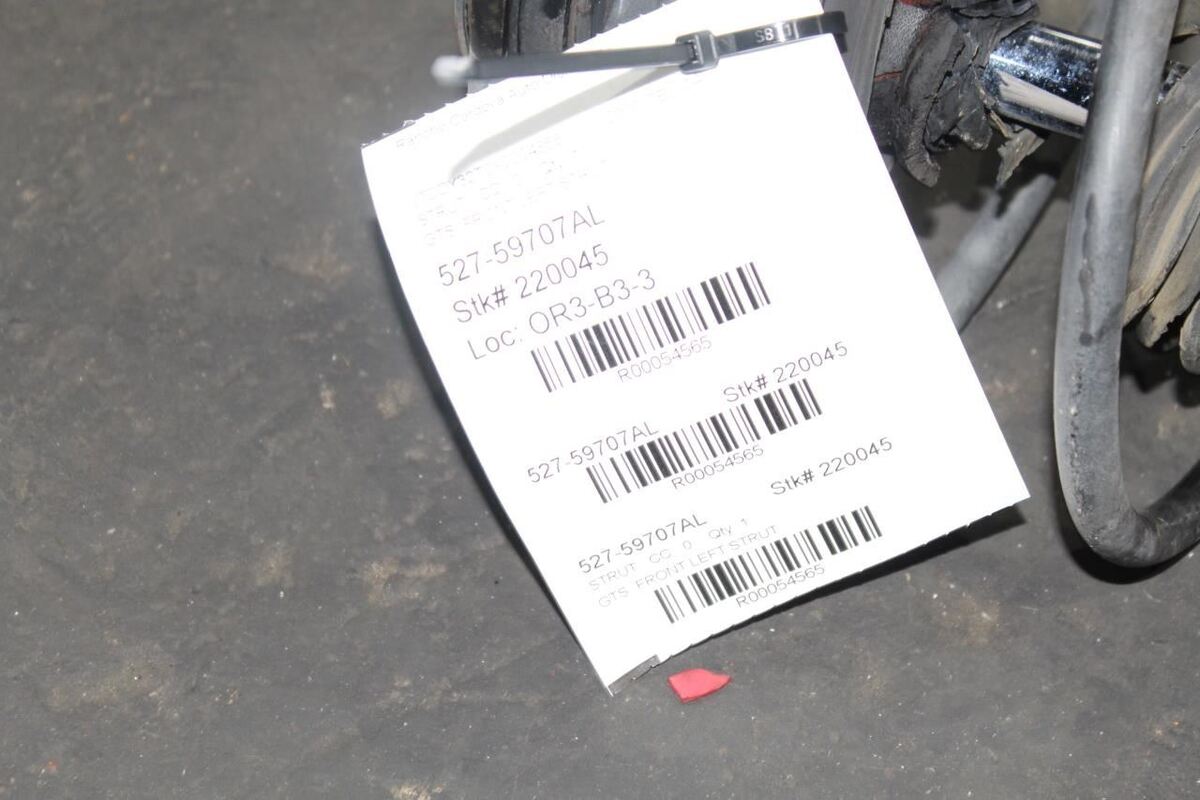 527-59707AL
Stk# 220045
Loc: OR3-B3-3
R00054565
527-59707AL Stk# 220045
R00054565
527-59707AL Stk# 220045
STRUT CC 0 Qty 1
GTS FRONT LEFT STRUT
R00054565